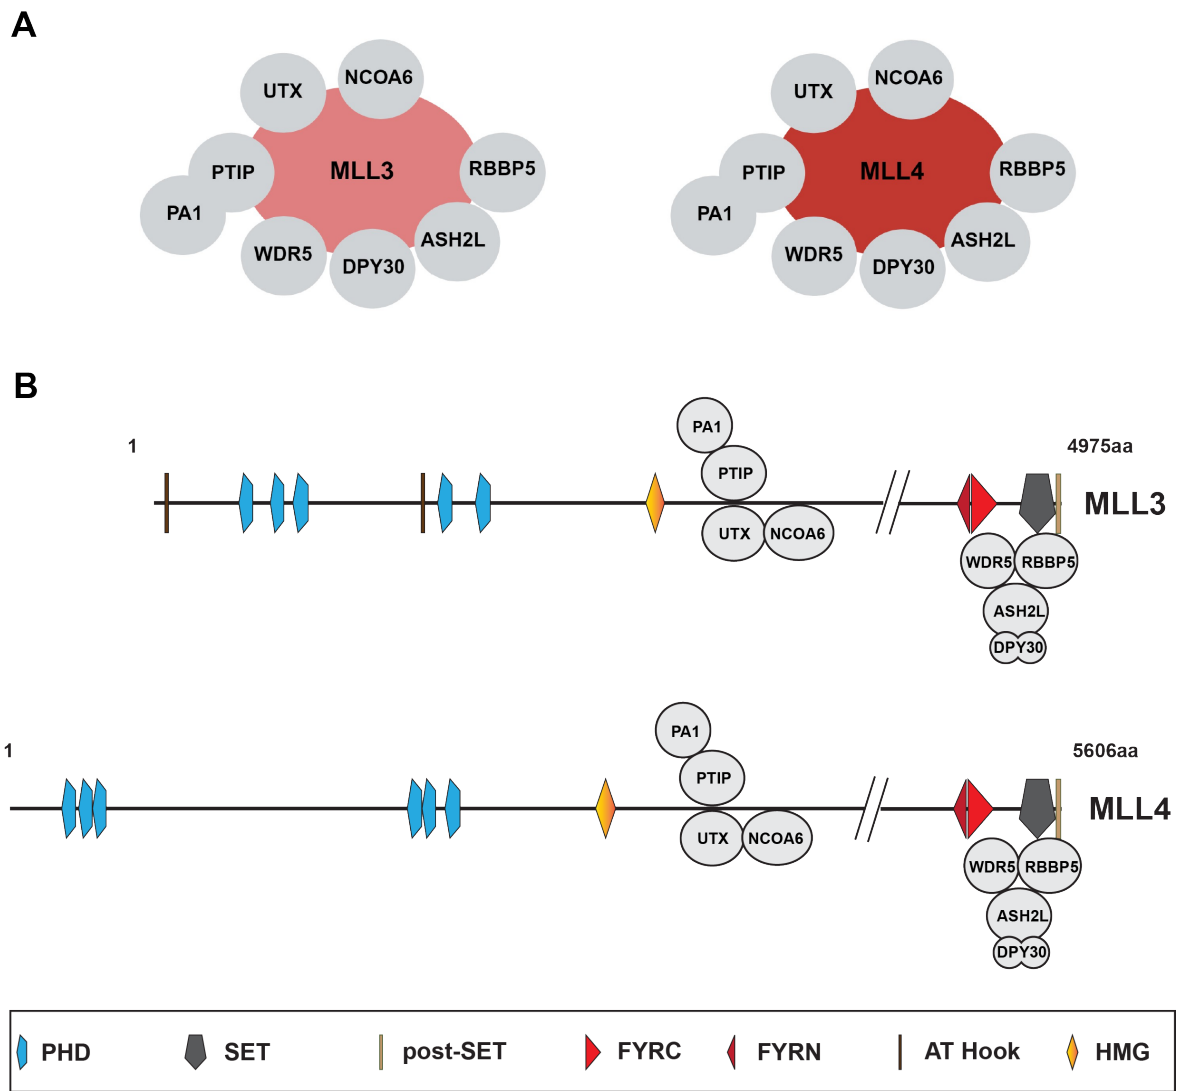 A
UTX
NCOA6
PTIP
MLL3
RBBP5
PA1
WDR5
DPY30
ASH2L
UTX
NCOA6
PTIP
MLL4
RBBP5
PA1
WDR5
DPY30
ASH2L
B
1
PA1
4975aa
PTIP
MLL3
UTX
NCOA6
WDR5
RBBP5
ASH2L
DPY30
1
PA1
5606aa
PTIP
MLL4
UTX
NCOA6
WDR5
RBBP5
ASH2L
DPY30
PHD SET post-SET FYRC FYRN AT Hook HMG